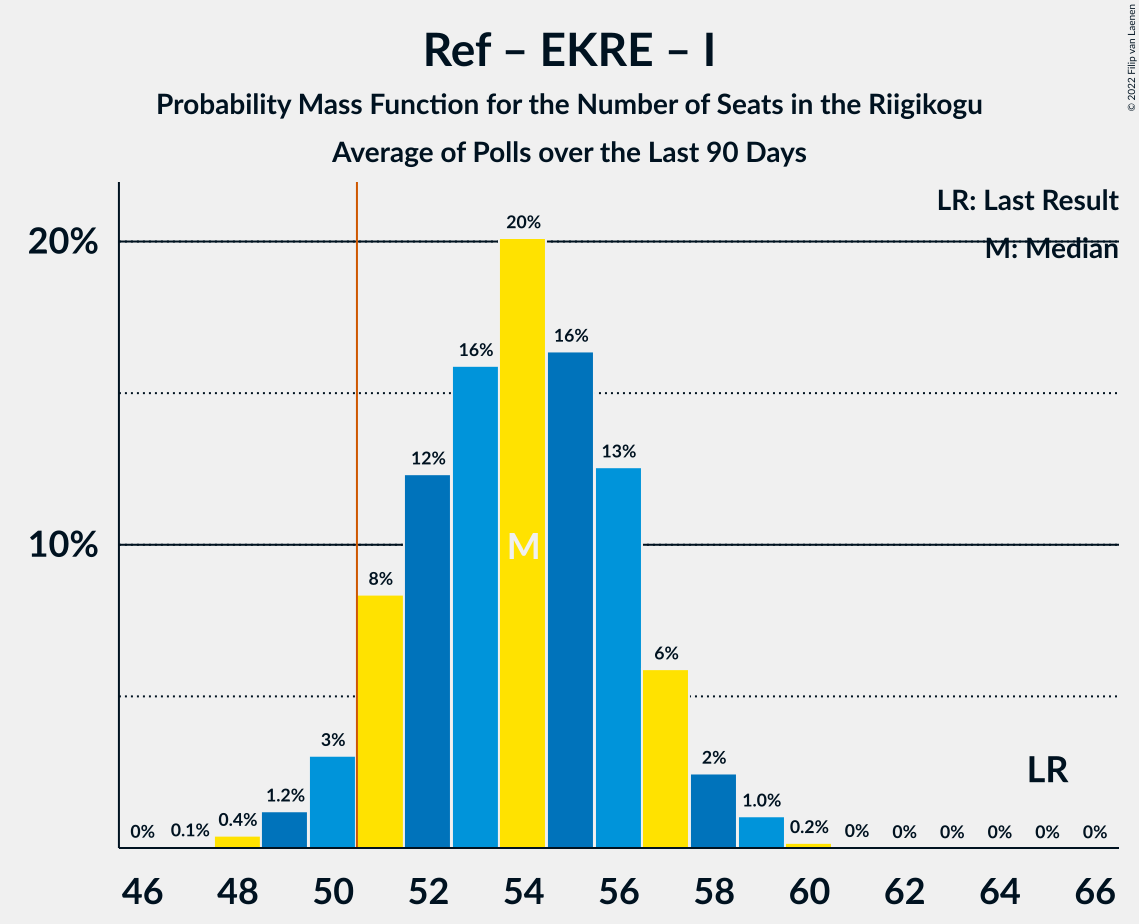 Ref – EKRE – I
Probability Mass Function for the Number of Seats in the Riigikogu
Average of Polls over the Last 90 Days
© 2022 Filip van Laenen
LR: Last Result
M: Median
20%
10%
0%
0.1%
0.4%
1.2%
3%
8%
12%
16%
20%
16%
13%
6%
2%
1.0%
0.2%
0%
0%
0%
0%
0%
0%
M
LR
46 48 50 52 54 56 58 60 62 64 66